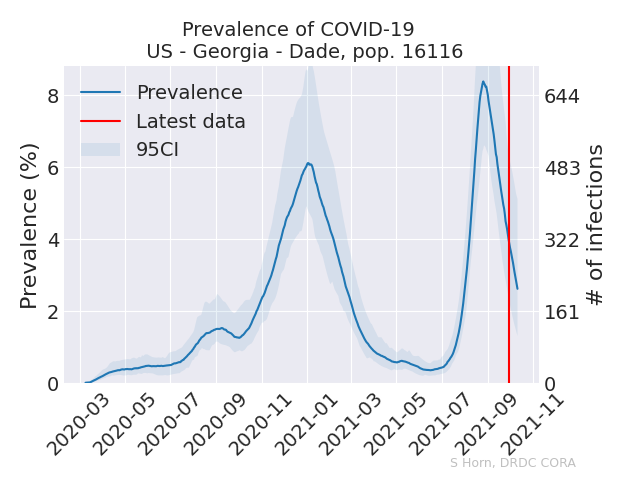 Prevalence of COVID-19
US - Georgia - Dade, pop. 16116
Prevalence
Latest data
95CI
Prevalence (%)
8
6
4
2
0
644
483
322
161
0
# of infections
2020-03
2020-05
2020-07
2020-09
2020-11
2021-01
2021-03
2021-05
2021-07
2021-09
2021-11
S Horn, DRDC CORA